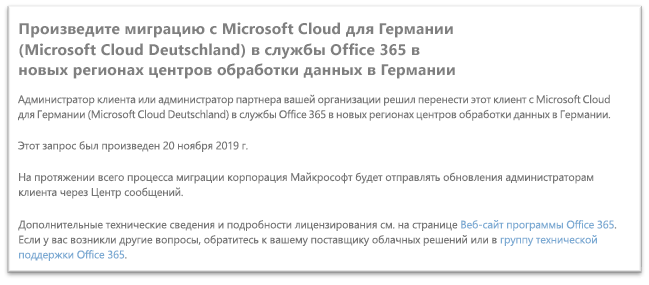 Произведите миграцию с Microsoft Cloud для Германии
(Microsoft Cloud Deutschland) в службы Office 365 в
новых регионах центров обработки данных в Германии
Администратор клиента или администратор партнера вашей организации решил перенести этот клиент с Microsoft Cloud
для Германии (Microsoft Cloud Deutschland) в службы Office 365 в новых регионах центров обработки данных в Германии.
Этот запрос был произведен 20 ноября 2019 г.
На протяжении всего процесса миграции корпорация Майкрософт будет отправлять обновления администраторам
клиента через Центр сообщений.
Дополнительные технические сведения и подробности лицензирования см. на странице Веб-сайт программы Office 365.
Если у вас возникли другие вопросы, обратитесь к вашему поставщику облачных решений или в группу технической
поддержки Office 365.